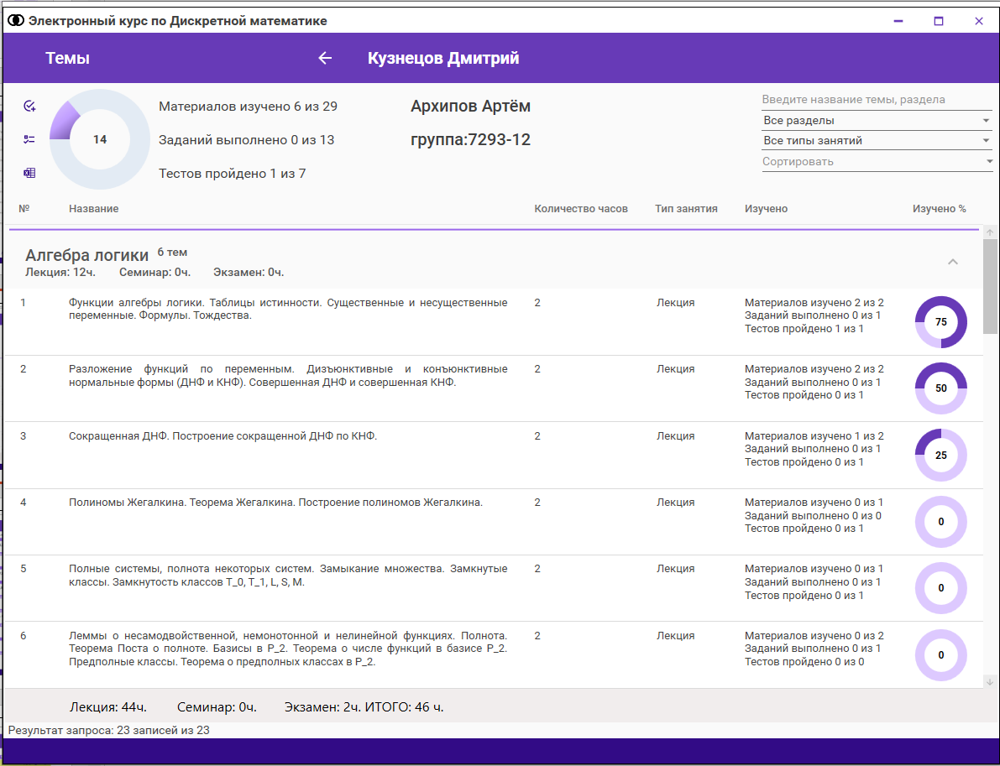 Электронный курс по Дискретной математике
Темы
Кузнецов Дмитрий
14
Материалов изучено 6 из 29
Заданий выполнено 0 из 13
Тестов пройдено 1 из 7
Архипов Артём
группа:7293-12
Введите название темы, раздела
Все разделы
Все типы занятий
Сортировать
№ Название Количество часов Тип занятия Изучено Изучено %
Алгебра логики 6 тем
Лекция: 12ч. Семинар: 0ч. Экзамен: 0ч.
1 Функции алгебры логики. Таблицы истинности. Существенные и несущественные 2 Лекция Материалов изучено 2 из 2
переменные. Формулы. Тождества. Заданий выполнено 0 из 1 75
Тестов пройдено 1 из 1
2 Разложение функций по переменным. Дизъюнктивные и конъюнктивные 2 Лекция Материалов изучено 2 из 2
нормальные формы (ДНФ и КНФ). Совершенная ДНФ и совершенная КНФ. Заданий выполнено 0 из 1 50
Тестов пройдено 0 из 1
3 Сокращенная ДНФ. Построение сокращенной ДНФ по КНФ. 2 Лекция Материалов изучено 1 из 2
Заданий выполнено 0 из 1 25
Тестов пройдено 0 из 1
4 Полиномы Жегалкина. Теорема Жегалкина. Построение полиномов Жегалкина. 2 Лекция Материалов изучено 0 из 1
Заданий выполнено 0 из 0 0
Тестов пройдено 0 из 1
5 Полные системы, полнота некоторых систем. Замыкание множества. Замкнутые 2 Лекция Материалов изучено 0 из 1
классы. Замкнутость классов T_0, T_1, L, S, M. Заданий выполнено 0 из 1 0
Тестов пройдено 0 из 1
6 Леммы о несамодвойственной, немонотонной и нелинейной функциях. Полнота. 2 Лекция Материалов изучено 0 из 2
Теорема Поста о полноте. Базисы в P_2. Теорема о числе функций в базисе P_2. Заданий выполнено 0 из 1 0
Предполные классы. Теорема о предполных классах в P_2. Тестов пройдено 0 из 0
Лекция: 44ч. Семинар: 0ч. Экзамен: 2ч. ИТОГО: 46 ч.
Результат запроса: 23 записей из 23